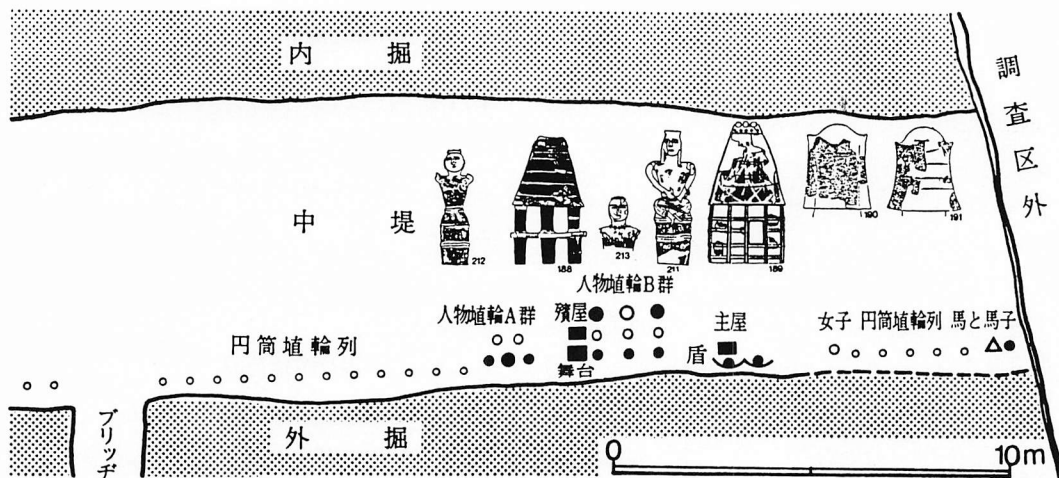 内堀
調査区外
中堤
212
188
213
211
189
190
191
人物埴輪B群
人物埴輪A群
殯屋
主屋
女子
円筒埴輪列
馬と馬子
円筒埴輪列
盾
舞台
ブリッヂ
外堀
0
10m